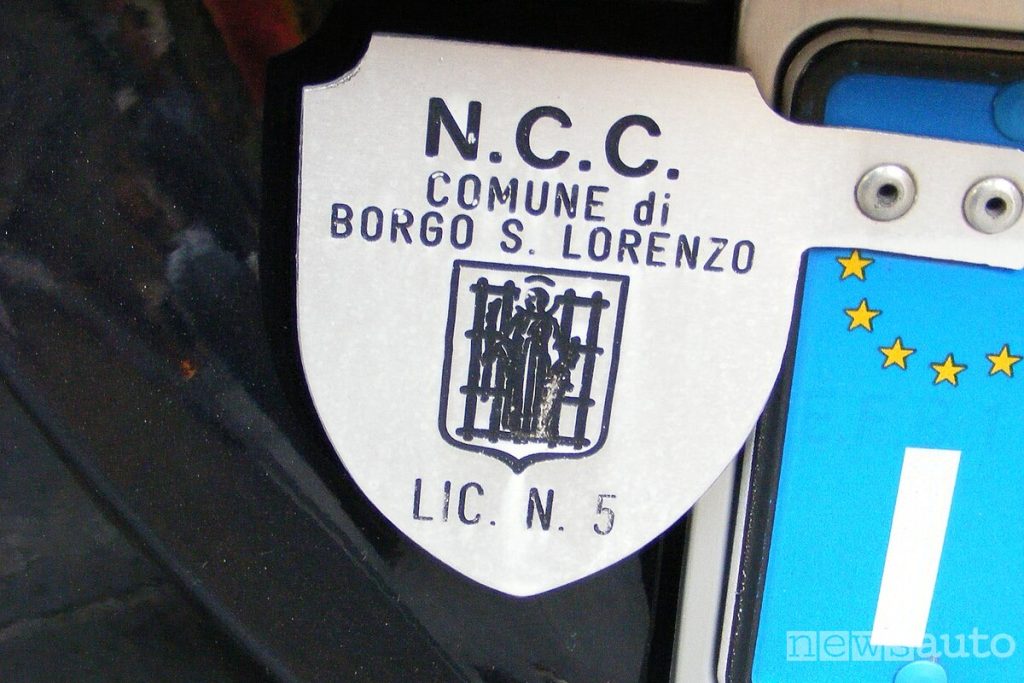 N.C.C.
COMUNE di
BORGO S. LORENZO
LIC. N. 5
I
newsauto